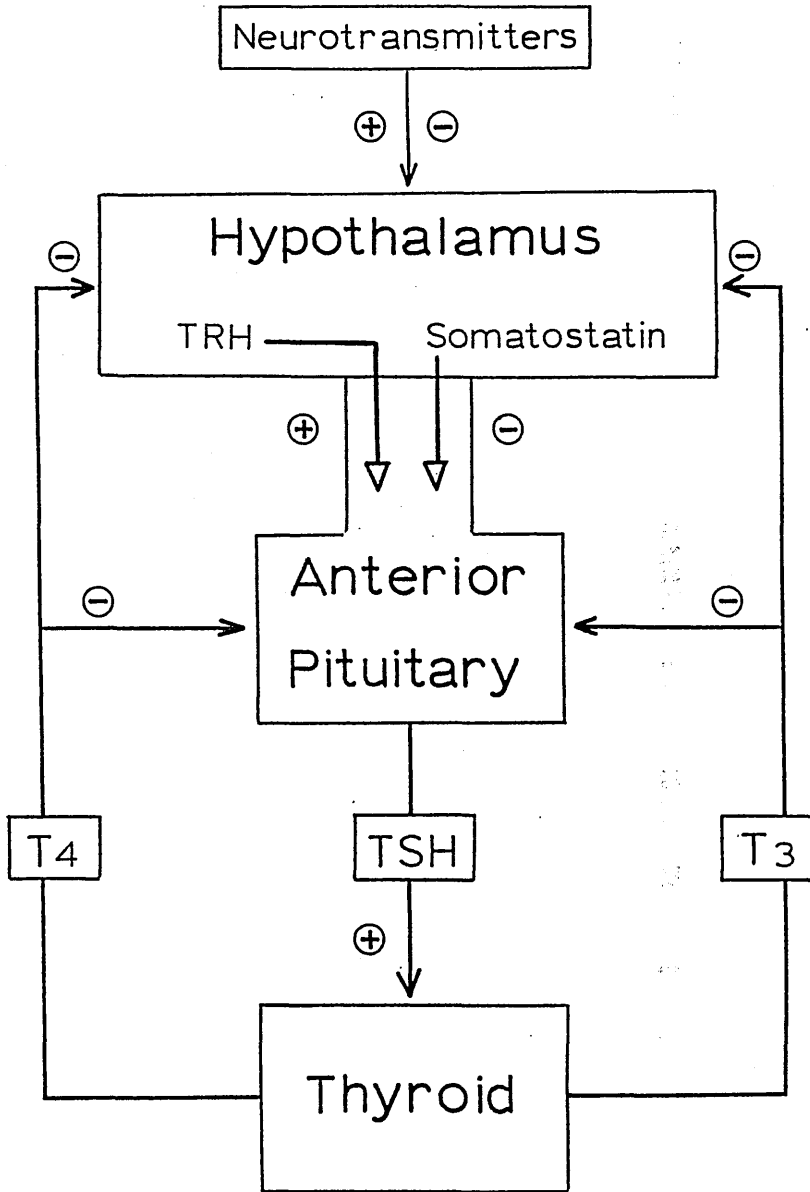 Neurotransmitters
⊕ ⊖
Hypothalamus
⊖ ⊖
TRH Somatostatin
⊕ ⊖
Anterior
⊖ ⊖
Pituitary
T4 TSH T3
⊕
Thyroid